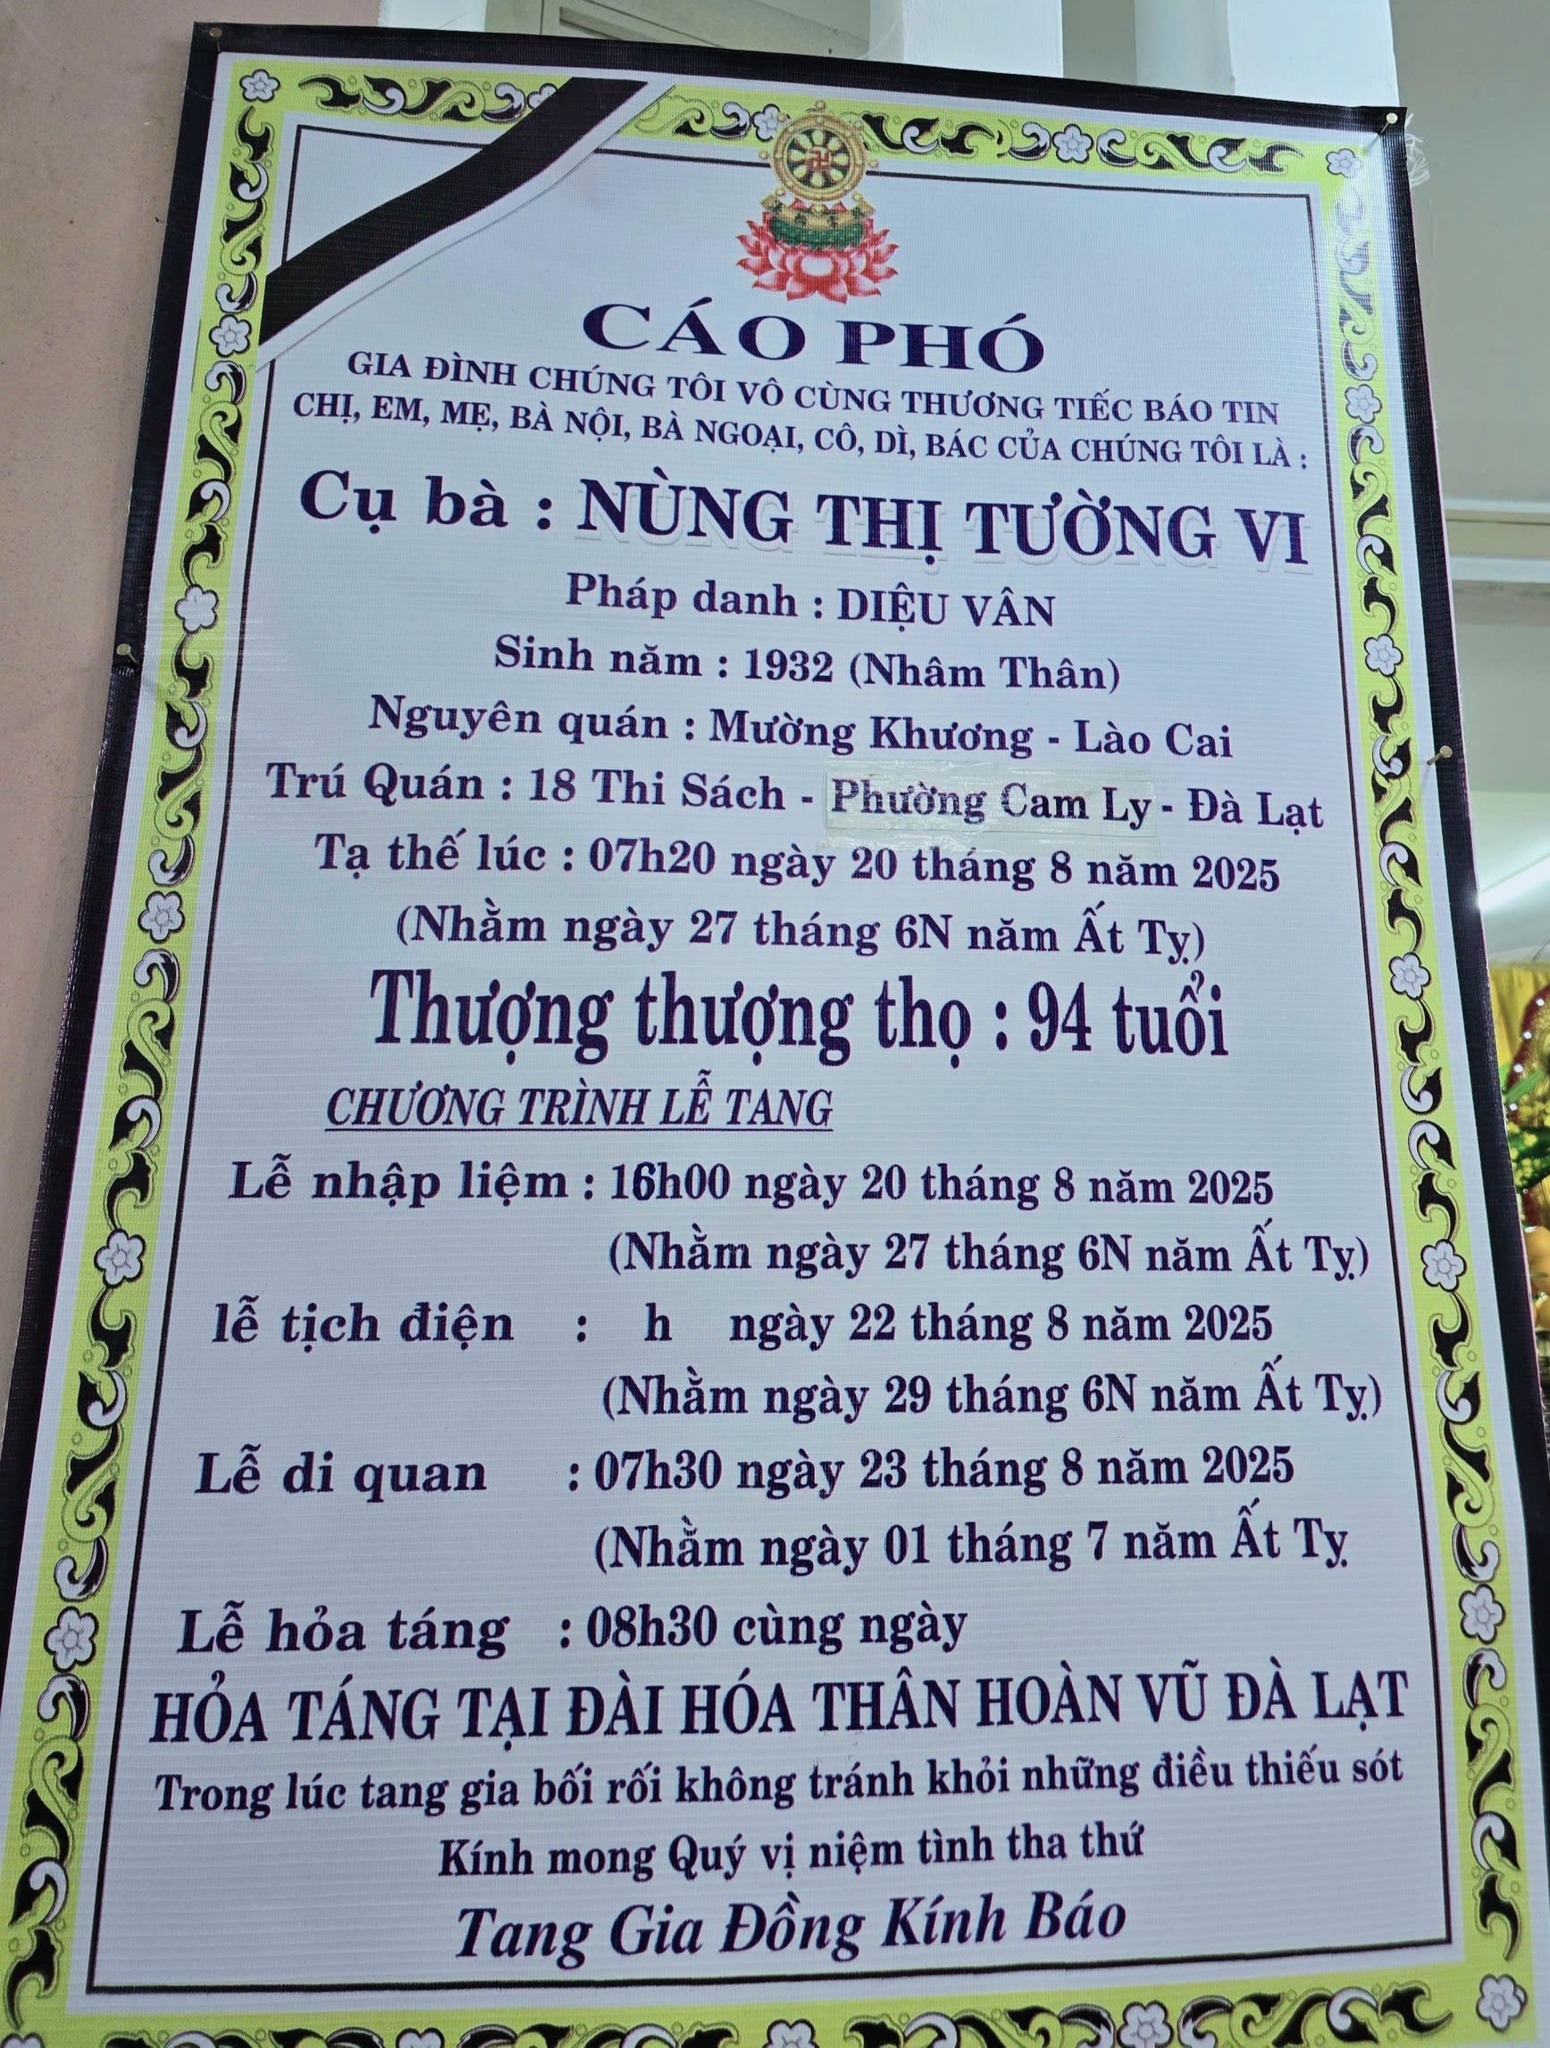 CÁO PHÓ
GIA ĐÌNH CHÚNG TÔI VÔ CÙNG THƯƠNG TIẾC BÁO TIN
CHỊ, EM, MẸ, BÀ NỘI, BÀ NGOẠI, CÔ, DÌ, BÁC CỦA CHÚNG TÔI LÀ :
Cụ bà : NÙNG THỊ TƯỜNG VI
Pháp danh : DIỆU VÂN
Sinh năm : 1932 (Nhâm Thân)
Nguyên quán : Mường Khương - Lào Cai
Trú Quán : 18 Thi Sách - Phường Cam Ly - Đà Lạt
Tạ thế lúc : 07h20 ngày 20 tháng 8 năm 2025
(Nhằm ngày 27 tháng 6N năm Ất Tỵ)
Thượng thượng thọ : 94 tuổi
CHƯƠNG TRÌNH LỄ TANG
Lễ nhập liệm : 16h00 ngày 20 tháng 8 năm 2025
(Nhằm ngày 27 tháng 6N năm Ất Tỵ)
lễ tịch điện : h ngày 22 tháng 8 năm 2025
(Nhằm ngày 29 tháng 6N năm Ất Tỵ)
Lễ di quan : 07h30 ngày 23 tháng 8 năm 2025
(Nhằm ngày 01 tháng 7 năm Ất Tỵ
Lễ hỏa táng : 08h30 cùng ngày
HỎA TÁNG TẠI ĐÀI HÓA THÂN HOÀN VŨ ĐÀ LẠT
Trong lúc tang gia bối rối không tránh khỏi những điều thiếu sót
Kính mong Quý vị niệm tình tha thứ
Tang Gia Đồng Kính Báo